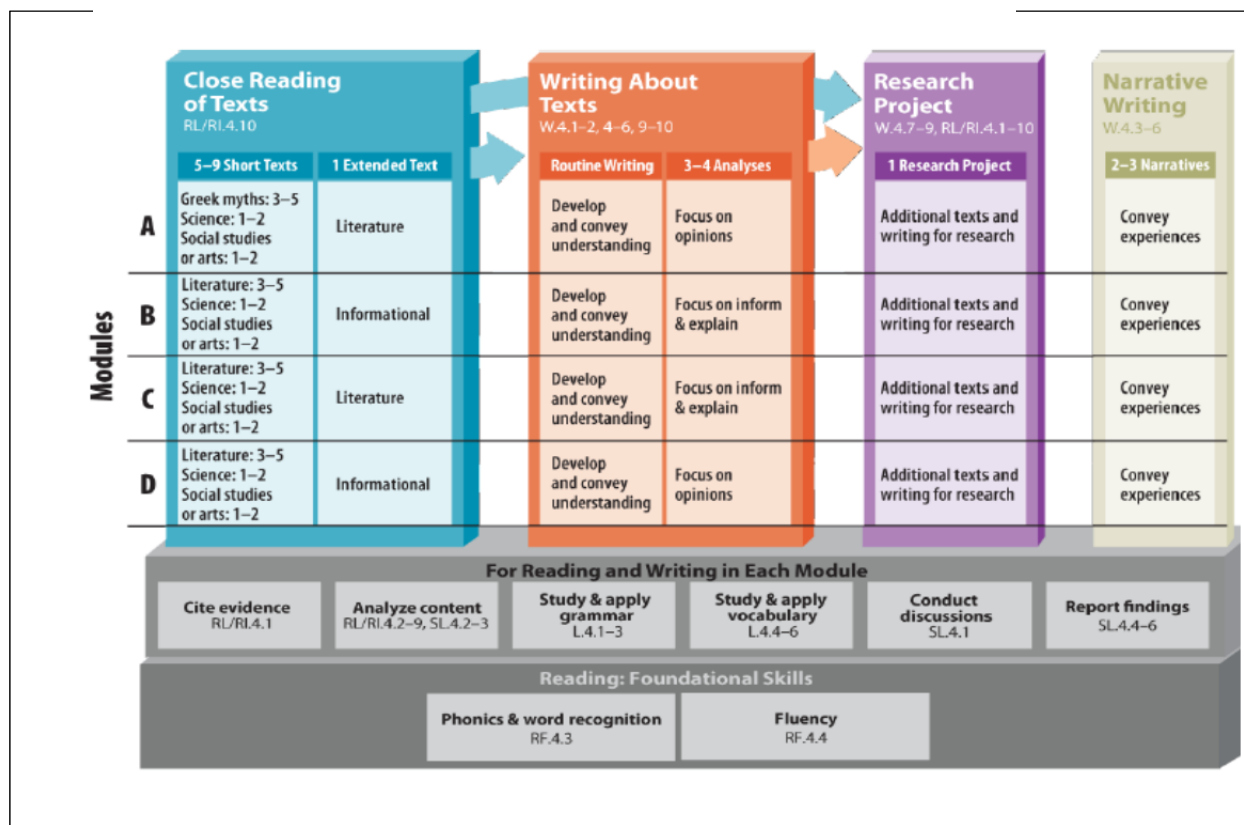 Close Reading
of Texts
RL/RI.4.10
Writing About
Texts
W.4.1–2, 4–6, 9–10
Research
Project
W.4.7–9, RL/RI.4.1–10
Narrative
Writing
W.4.3–6
5–9 Short Texts
1 Extended Text
Routine Writing
3–4 Analyses
1 Research Project
2–3 Narratives
Modules
A
Greek myths: 3–5
Science: 1–2
Social studies
or arts: 1–2
Literature
Develop
and convey
understanding
Focus on
opinions
Additional texts and
writing for research
Convey
experiences
B
Literature: 3–5
Science: 1–2
Social studies
or arts: 1–2
Informational
Develop
and convey
understanding
Focus on inform
& explain
Additional texts and
writing for research
Convey
experiences
C
Literature: 3–5
Science: 1–2
Social studies
or arts: 1–2
Literature
Develop
and convey
understanding
Focus on inform
& explain
Additional texts and
writing for research
Convey
experiences
D
Literature: 3–5
Science: 1–2
Social studies
or arts: 1–2
Informational
Develop
and convey
understanding
Focus on
opinions
Additional texts and
writing for research
Convey
experiences
For Reading and Writing in Each Module
Cite evidence
RL/RI.4.1
Analyze content
RL/RI.4.2–9, SL.4.2–3
Study & apply
grammar
L.4.1–3
Study & apply
vocabulary
L.4.4–6
Conduct
discussions
SL.4.1
Report findings
SL.4.4–6
Reading: Foundational Skills
Phonics & word recognition
RF.4.3
Fluency
RF.4.4